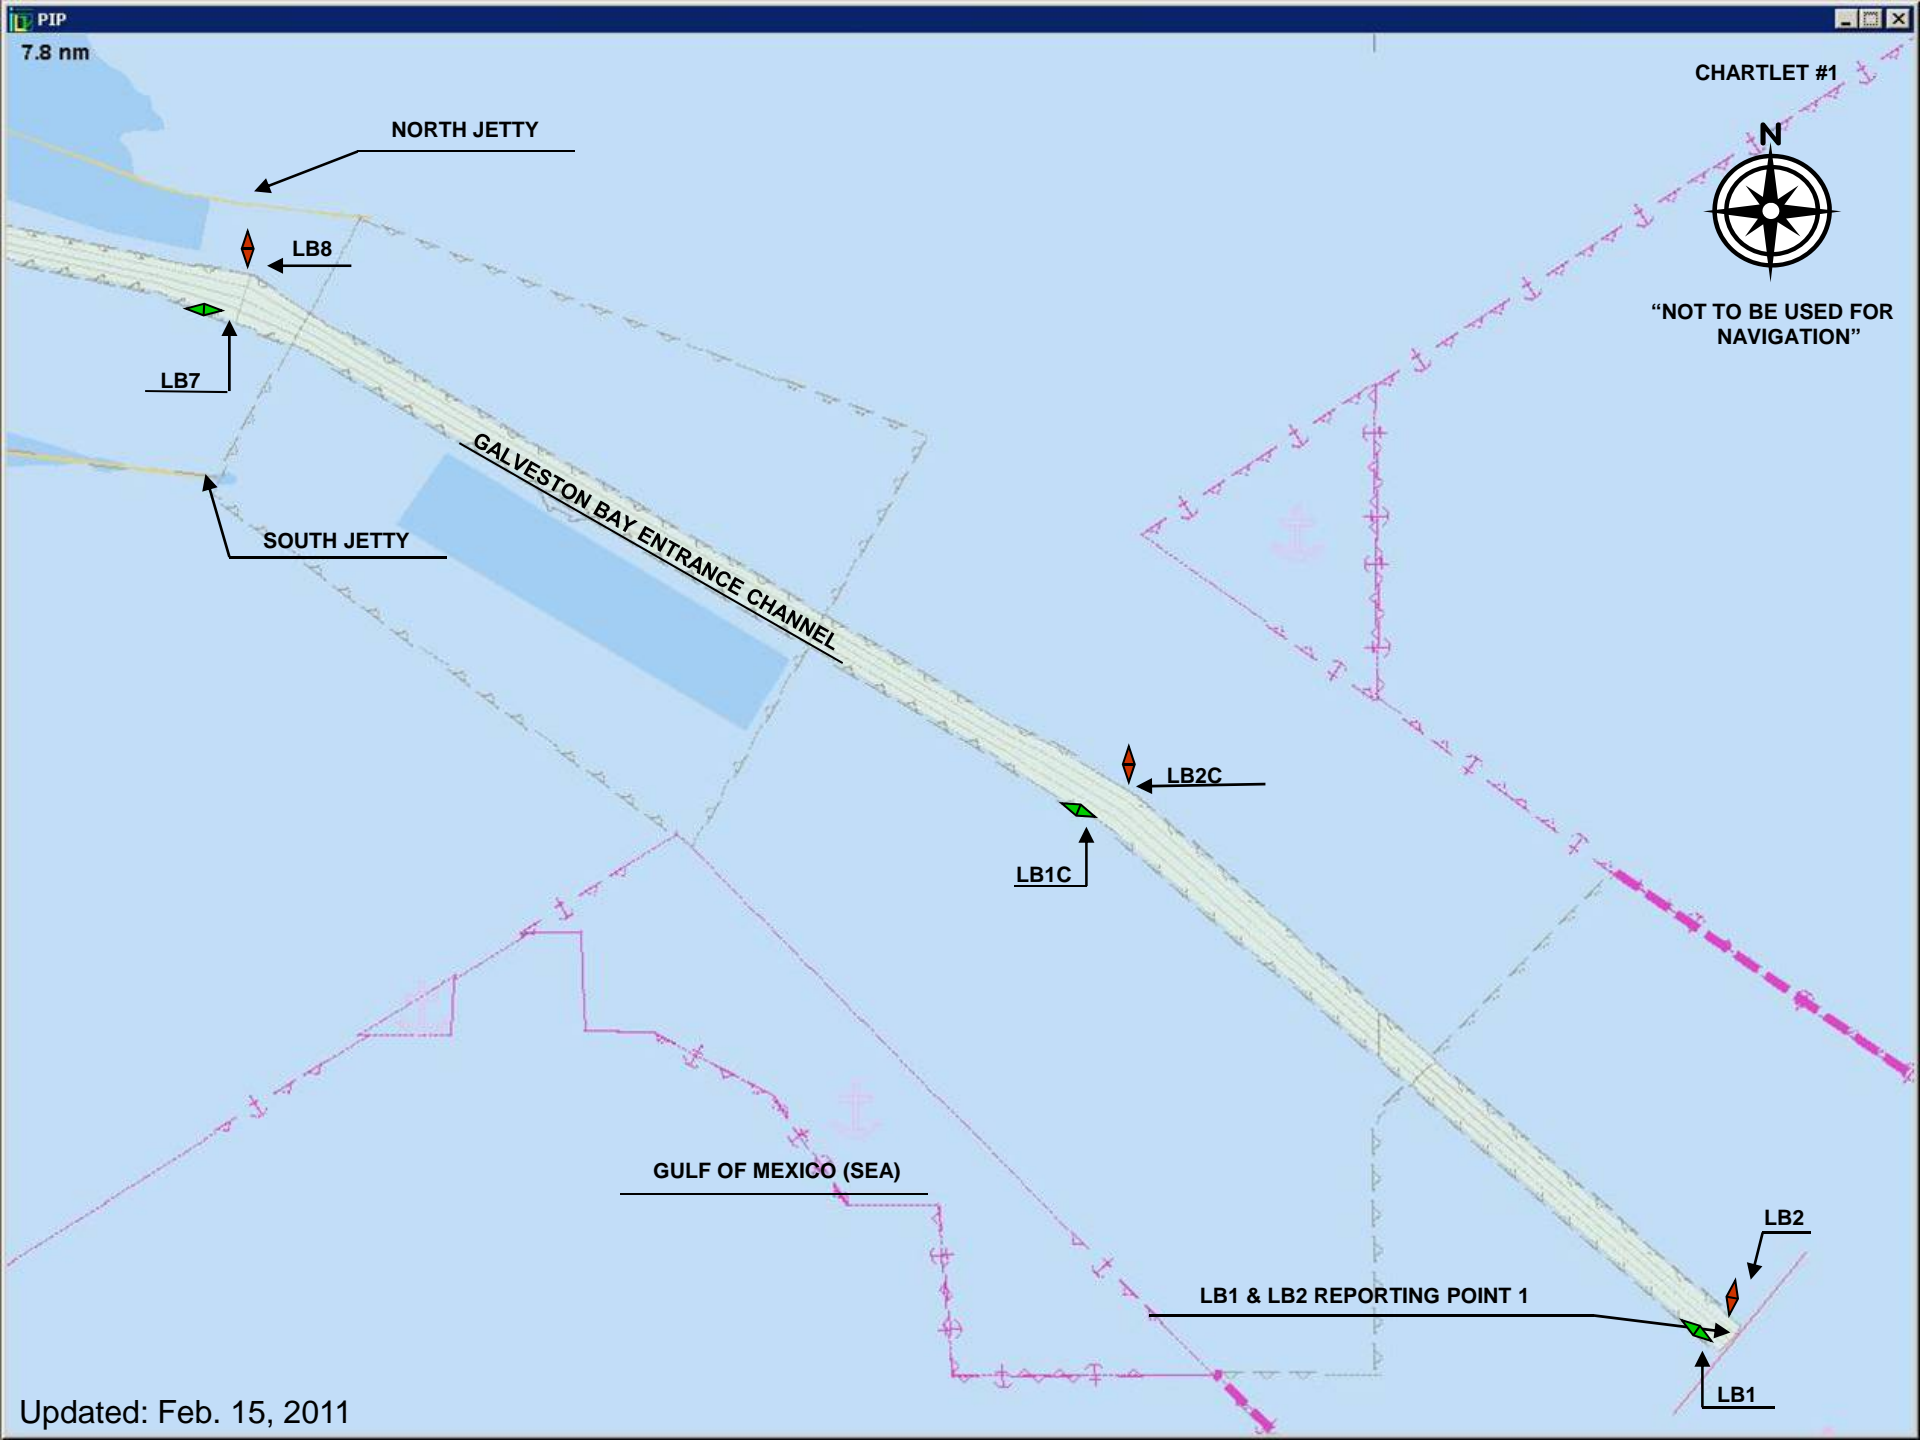 PIP
7.8 nm
CHARTLET #1
N
“NOT TO BE USED FOR
NAVIGATION”
NORTH JETTY
LB8
LB7
GALVESTON BAY ENTRANCE CHANNEL
SOUTH JETTY
LB2C
LB1C
GULF OF MEXICO (SEA)
LB2
LB1 & LB2 REPORTING POINT 1
LB1
Updated: Feb. 15, 2011